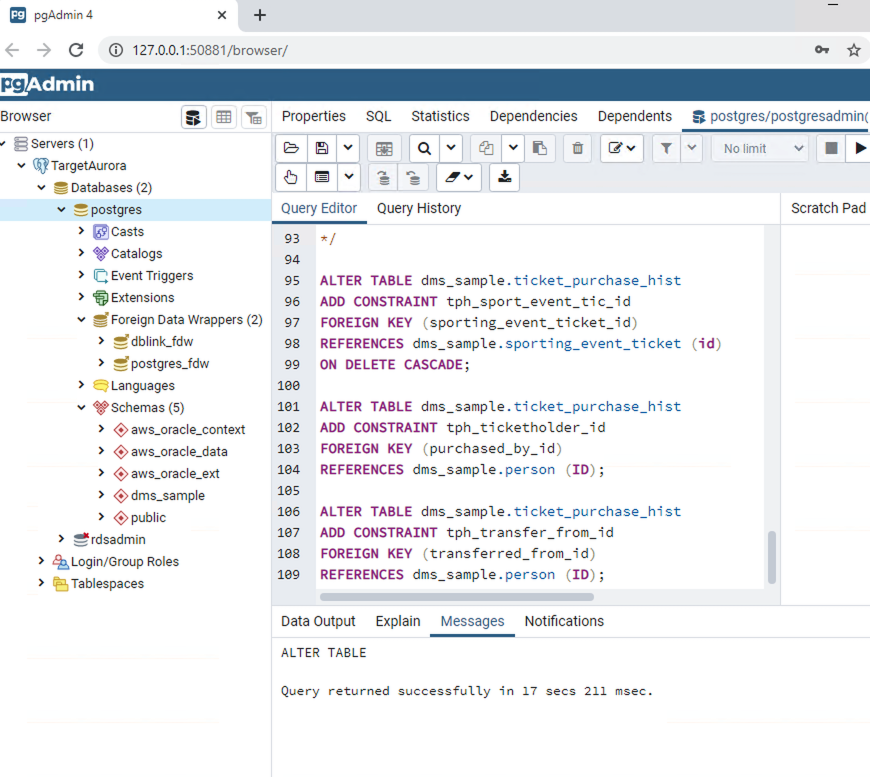 pgAdmin 4
127.0.0.1:50881/browser/
pgAdmin
Browser
Properties SQL Statistics Dependencies Dependents postgres/postgresadmin(
Servers (1)
TargetAurora
Databases (2)
postgres
Casts
Catalogs
Event Triggers
Extensions
Foreign Data Wrappers (2)
dblink_fdw
postgres_fdw
Languages
Schemas (5)
aws_oracle_context
aws_oracle_data
aws_oracle_ext
dms_sample
public
rdsadmin
Login/Group Roles
Tablespaces
No limit
Query Editor Query History
Scratch Pad
93 */
94
95 ALTER TABLE dms_sample.ticket_purchase_hist
96 ADD CONSTRAINT tph_sport_event_tic_id
97 FOREIGN KEY (sporting_event_ticket_id)
98 REFERENCES dms_sample.sporting_event_ticket (id)
99 ON DELETE CASCADE;
100
101 ALTER TABLE dms_sample.ticket_purchase_hist
102 ADD CONSTRAINT tph_ticketholder_id
103 FOREIGN KEY (purchased_by_id)
104 REFERENCES dms_sample.person (ID);
105
106 ALTER TABLE dms_sample.ticket_purchase_hist
107 ADD CONSTRAINT tph_transfer_from_id
108 FOREIGN KEY (transferred_from_id)
109 REFERENCES dms_sample.person (ID);
Data Output Explain Messages Notifications
ALTER TABLE
Query returned successfully in 17 secs 211 msec.